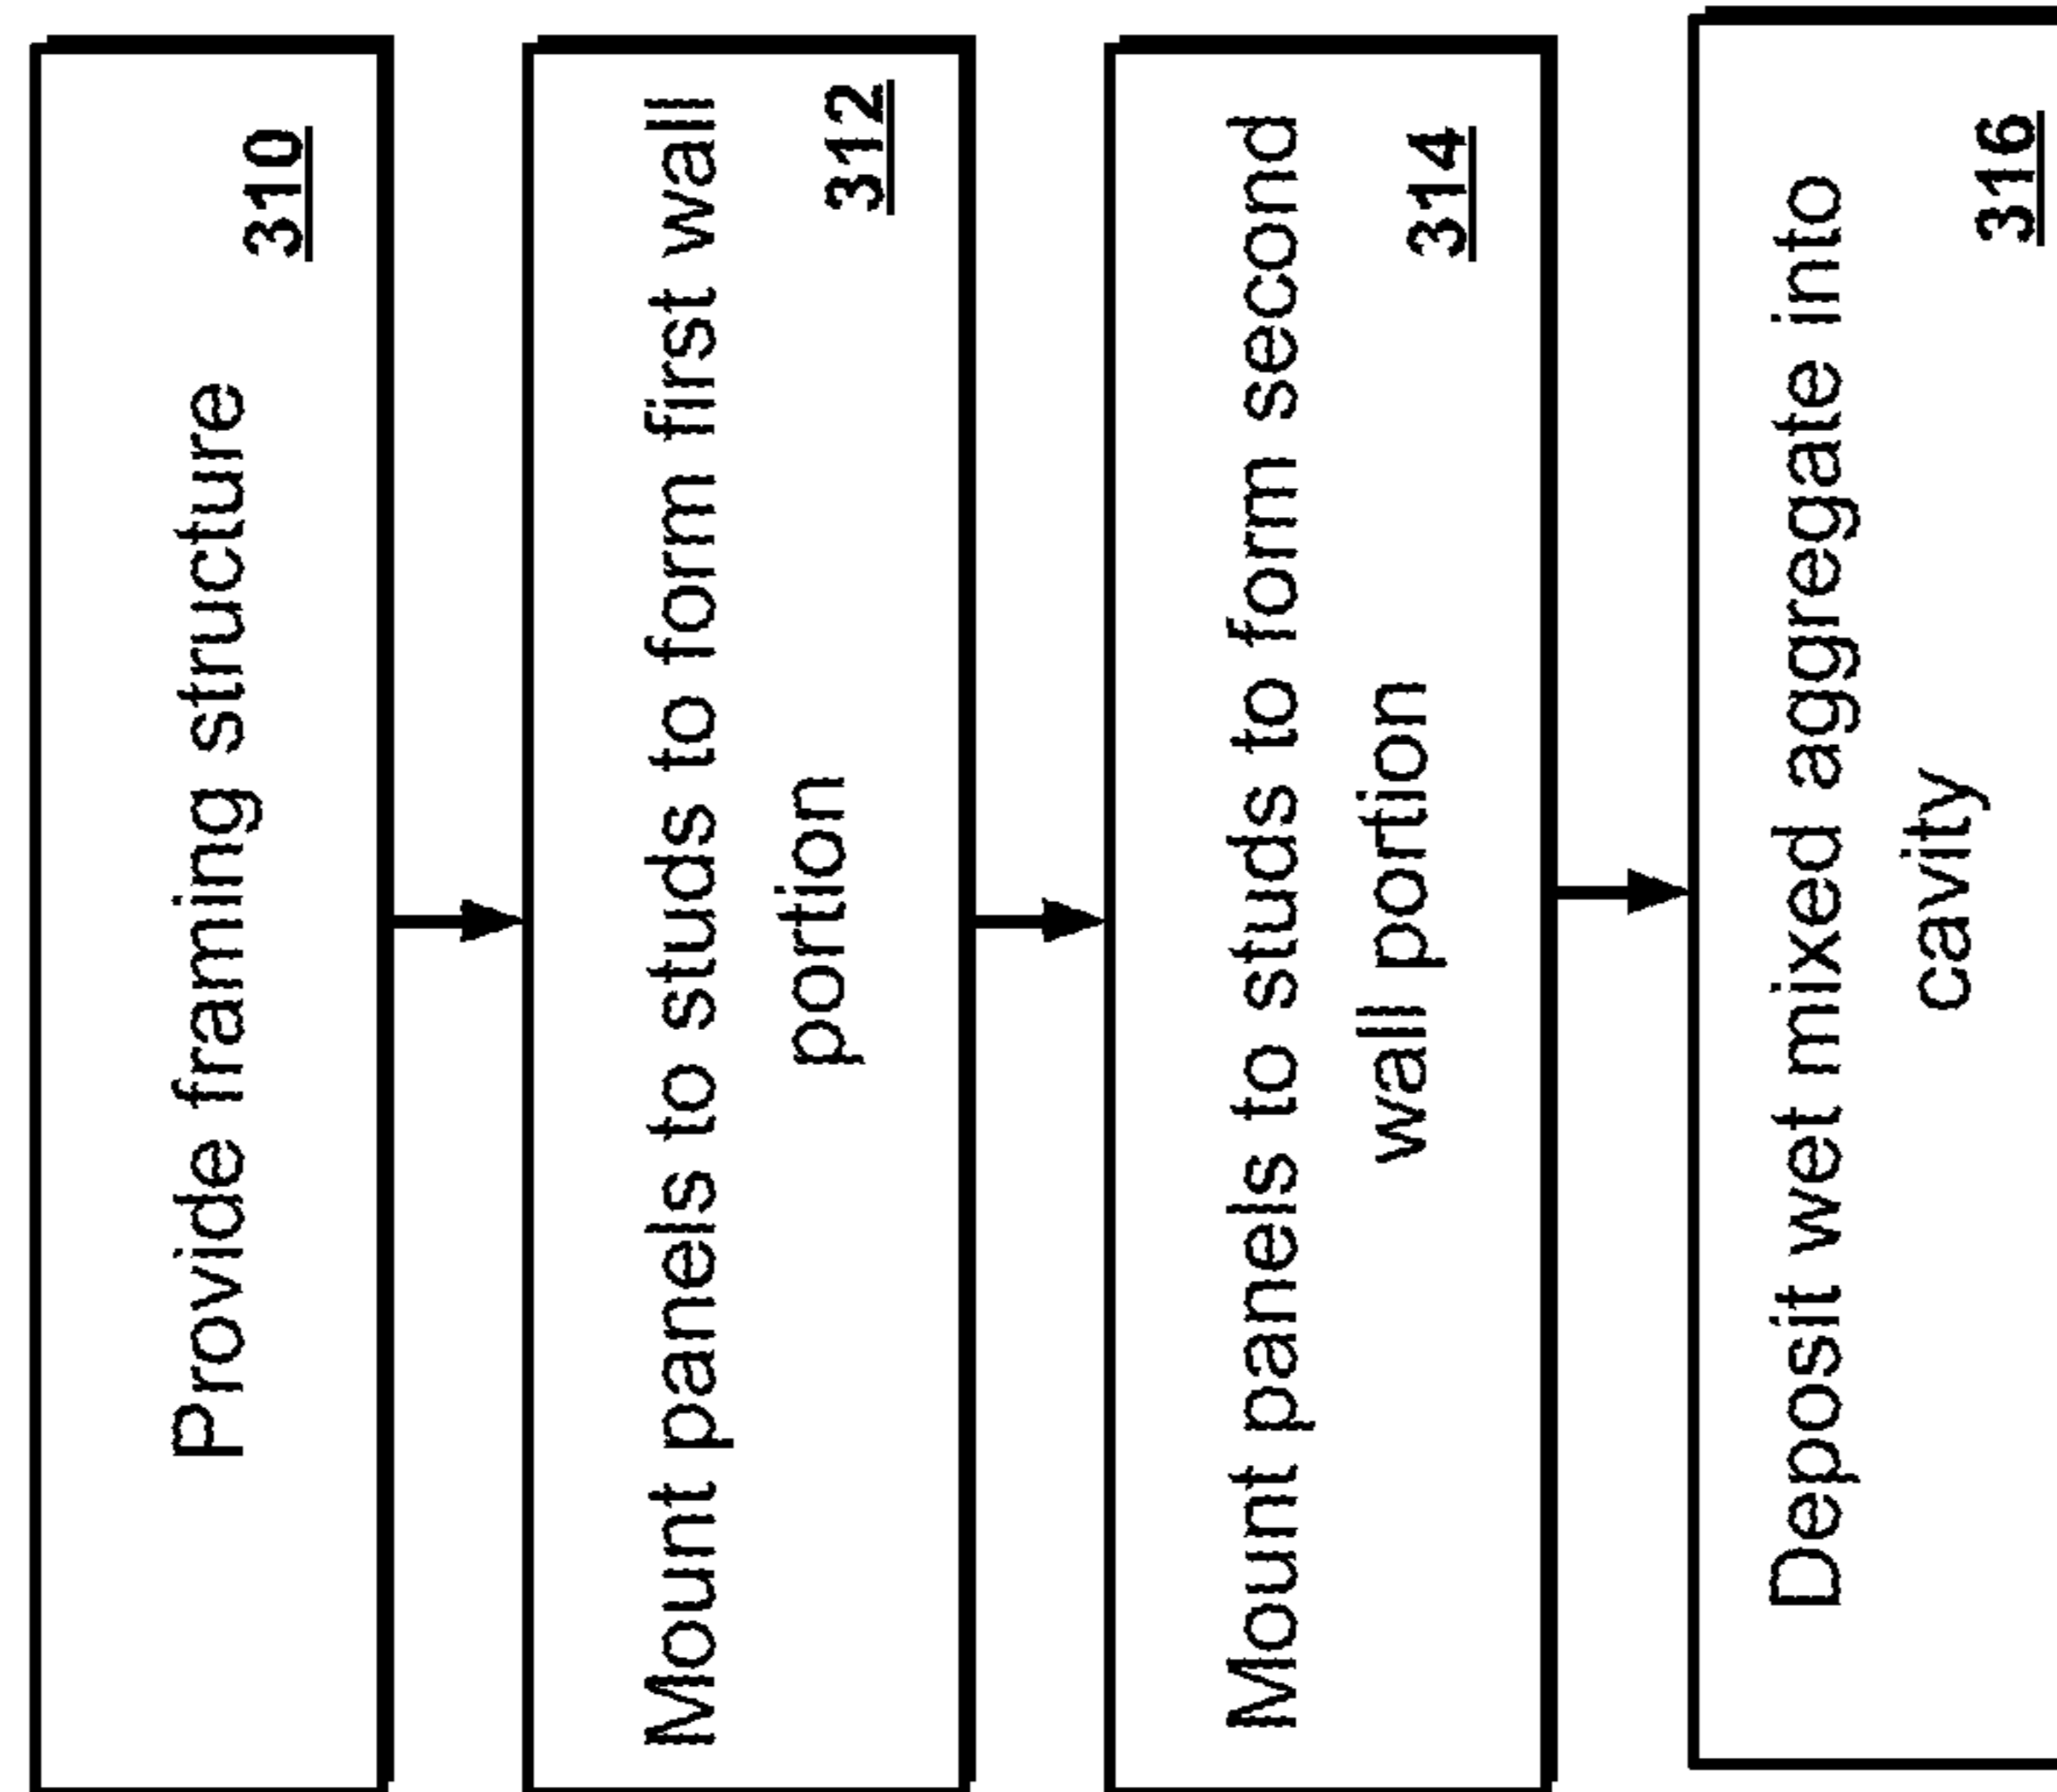 Provide framing structure
310
Mount panels to studs to form first wall
portion
312
Mount panels to studs to form second
wall portion
314
Deposit wet mixed aggregate into
cavity
316